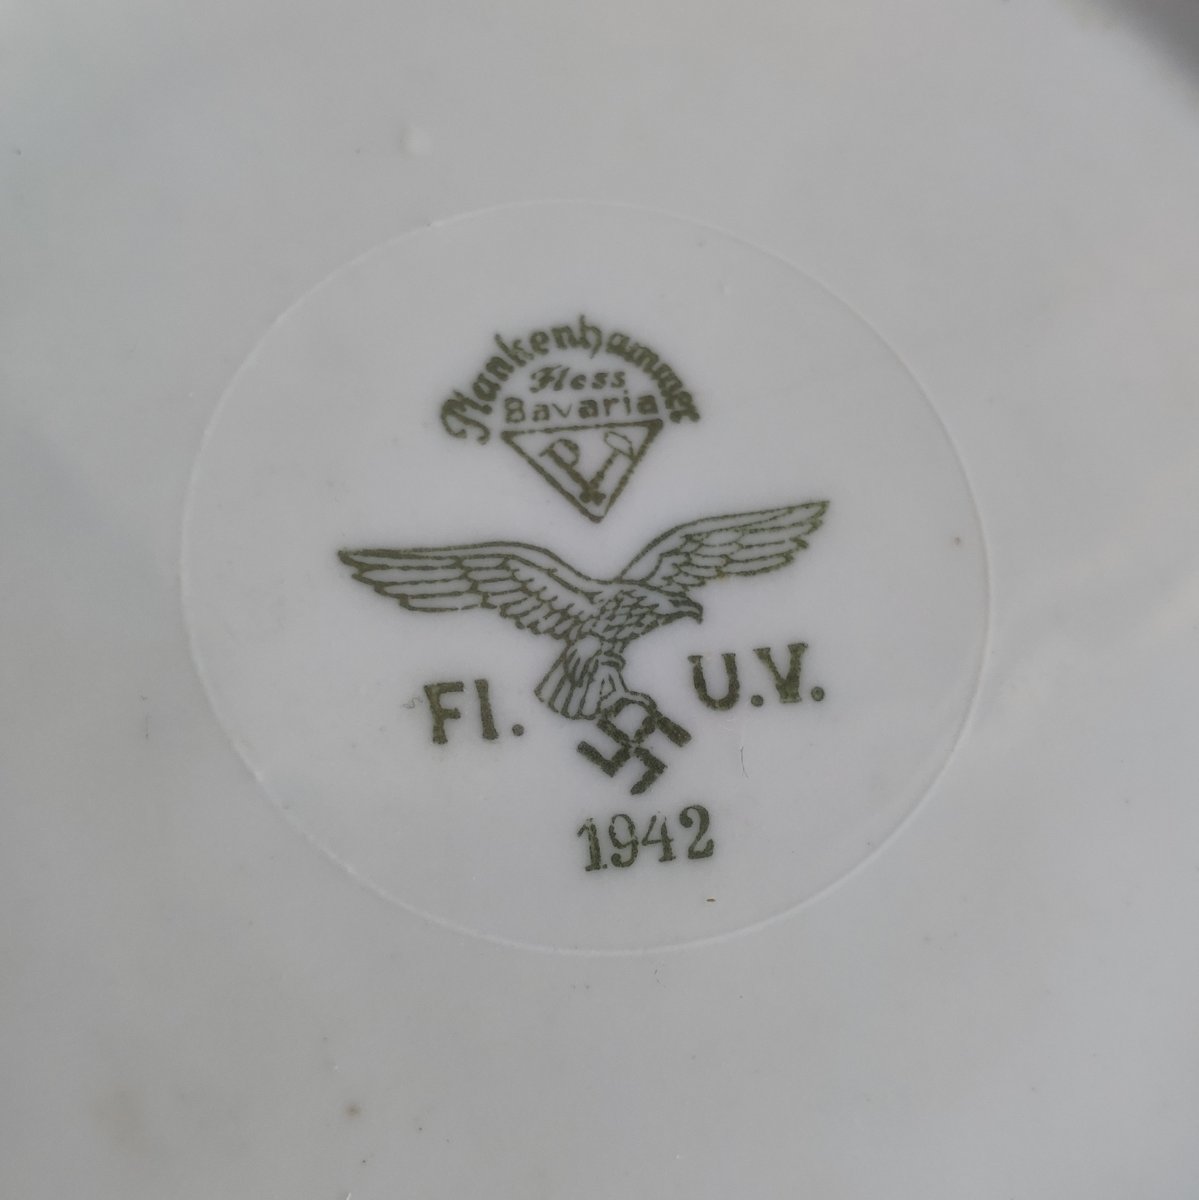 Plankenhammer
Floss
Bavaria
P
Fl. U.V.
1942